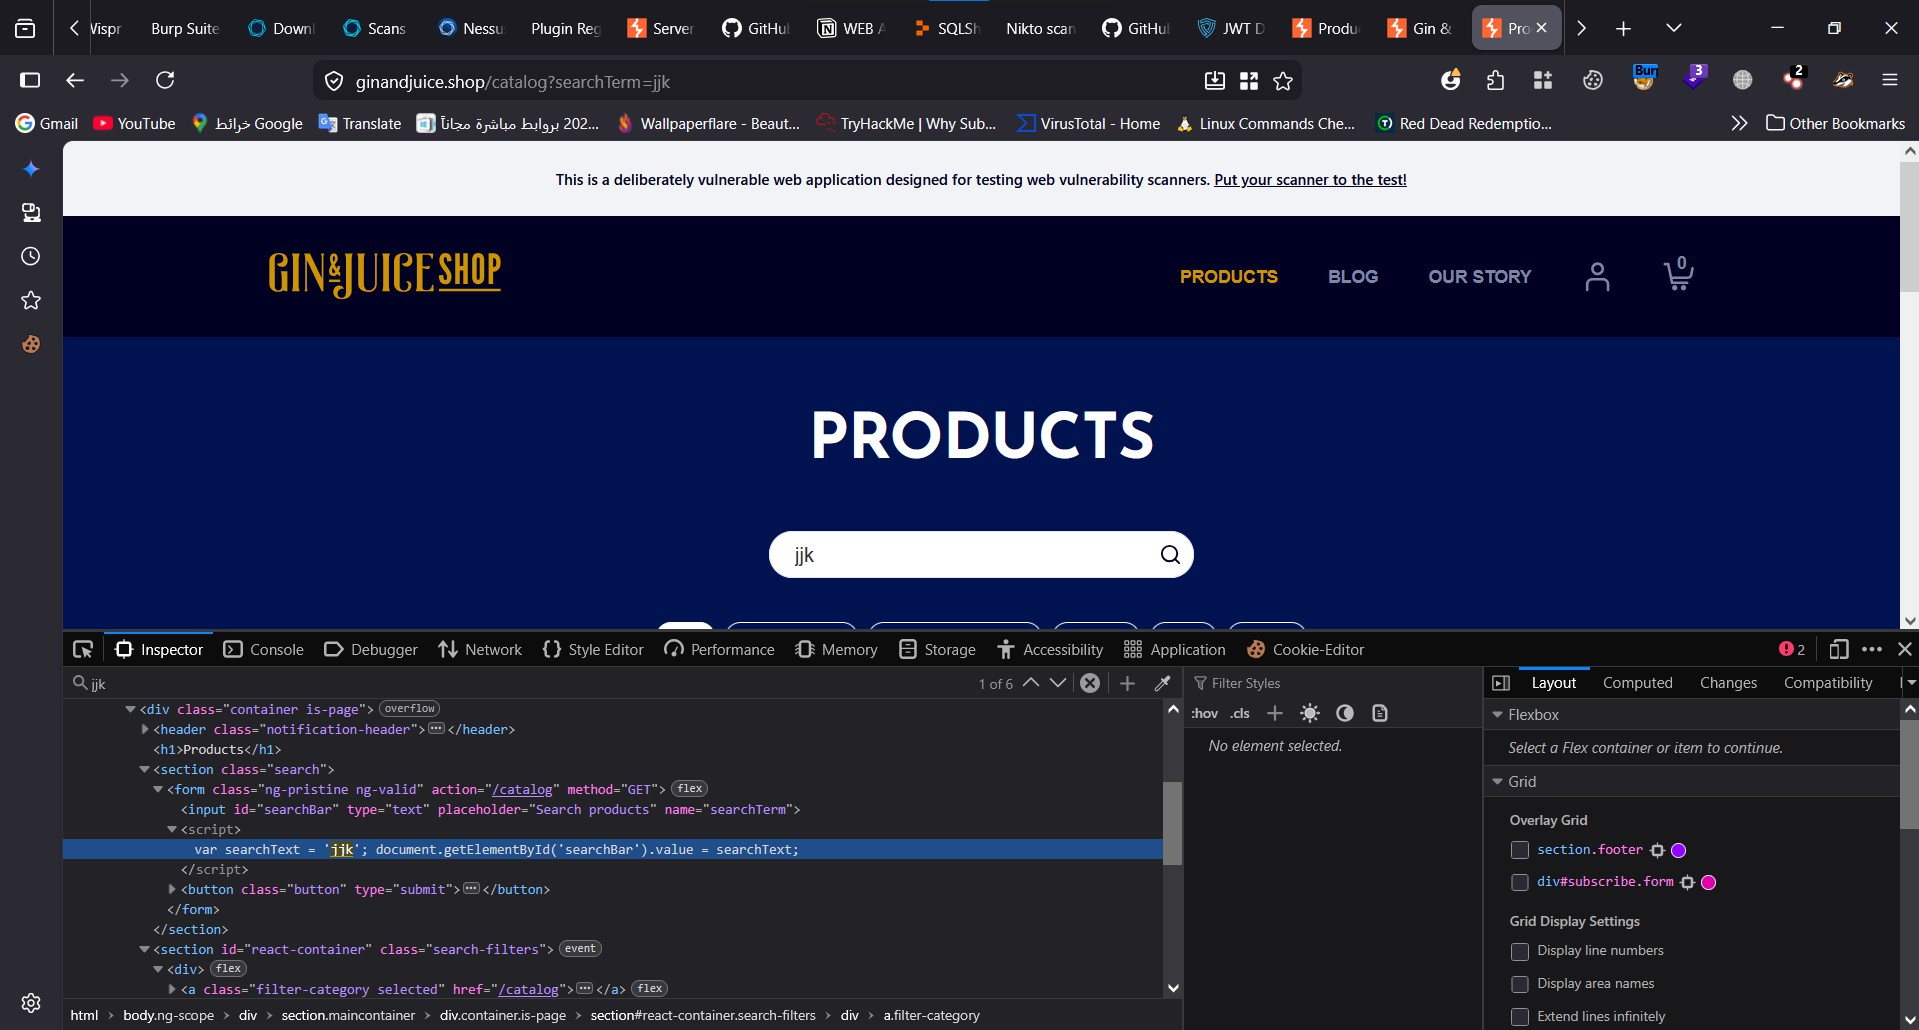 Wispr
Burp Suite
Downl
Scans
Nessu
Plugin Reg
Server
GitHu
WEB A
SQLSh
Nikto scan
GitHul
JWT D
Produ
Gin &
Pro
ginandjuice.shop/catalog?searchTerm=jjk
Burp
3
2
Gmail
YouTube
خرائط Google
Translate
بروابط مباشرة مجاناً 202...
Wallpaperflare - Beaut...
TryHackMe | Why Sub...
VirusTotal - Home
Linux Commands Che...
Red Dead Redemptio...
Other Bookmarks
This is a deliberately vulnerable web application designed for testing web vulnerability scanners. Put your scanner to the test!
GIN & JUICE SHOP
PRODUCTS
BLOG
OUR STORY
0
PRODUCTS
jjk
Inspector
Console
Debugger
Network
Style Editor
Performance
Memory
Storage
Accessibility
Application
Cookie-Editor
2
jjk
1 of 6
Filter Styles
Layout
Computed
Changes
Compatibility
<div class="container is-page"> overflow
<header class="notification-header"> ••• </header>
<h1>Products</h1>
<section class="search">
<form class="ng-pristine ng-valid" action="/catalog" method="GET"> flex
<input id="searchBar" type="text" placeholder="Search products" name="searchTerm">
<script>
var searchText = 'jjk'; document.getElementById('searchBar').value = searchText;
</script>
<button class="button" type="submit"> ••• </button>
</form>
</section>
<section id="react-container" class="search-filters"> event
<div> flex
<a class="filter-category selected" href="/catalog"> ••• </a> flex
html > body.ng-scope > div > section.maincontainer > div.container.is-page > section#react-container.search-filters > div > a.filter-category
:hov .cls
No element selected.
Flexbox
Select a Flex container or item to continue.
Grid
Overlay Grid
section.footer
div#subscribe.form
Grid Display Settings
Display line numbers
Display area names
Extend lines infinitely